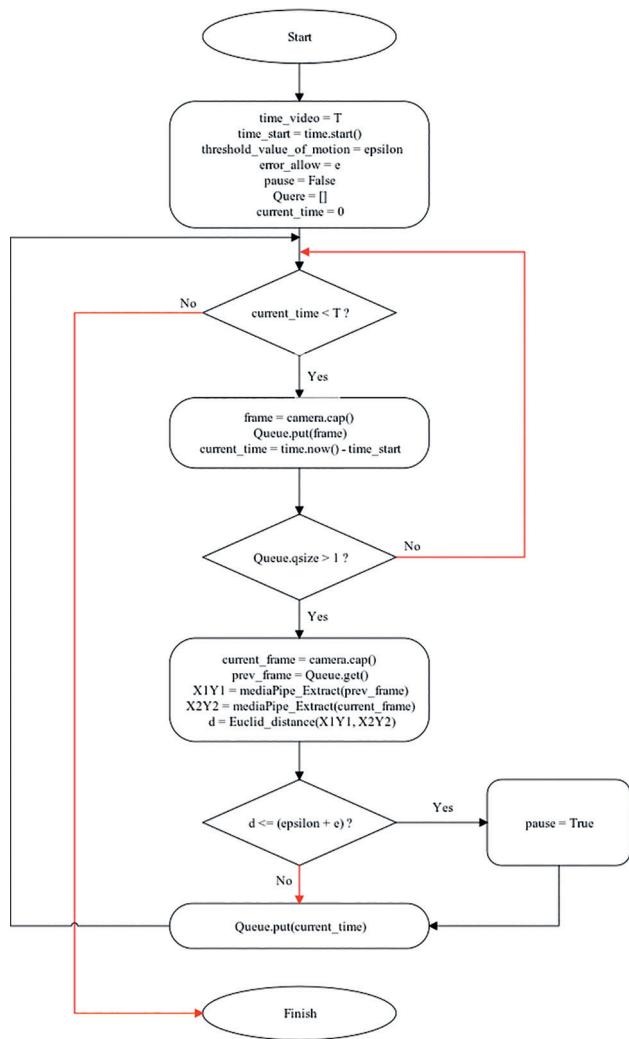 Start
time_video = T
time_start = time.start()
threshold_value_of_motion = epsilon
error_allow = e
pause = False
Quere = []
current_time = 0
No
current_time < T ?
Yes
frame = camera.cap()
Queue.put(frame)
current_time = time.now() - time_start
Queue.qsize > 1 ?
No
Yes
current_frame = camera.cap()
prev_frame = Queue.get()
X1Y1 = mediaPipe_Extract(prev_frame)
X2Y2 = mediaPipe_Extract(current_frame)
d = Euclid_distance(X1Y1, X2Y2)
d <= (epsilon + e) ?
Yes
pause = True
No
Queue.put(current_time)
Finish